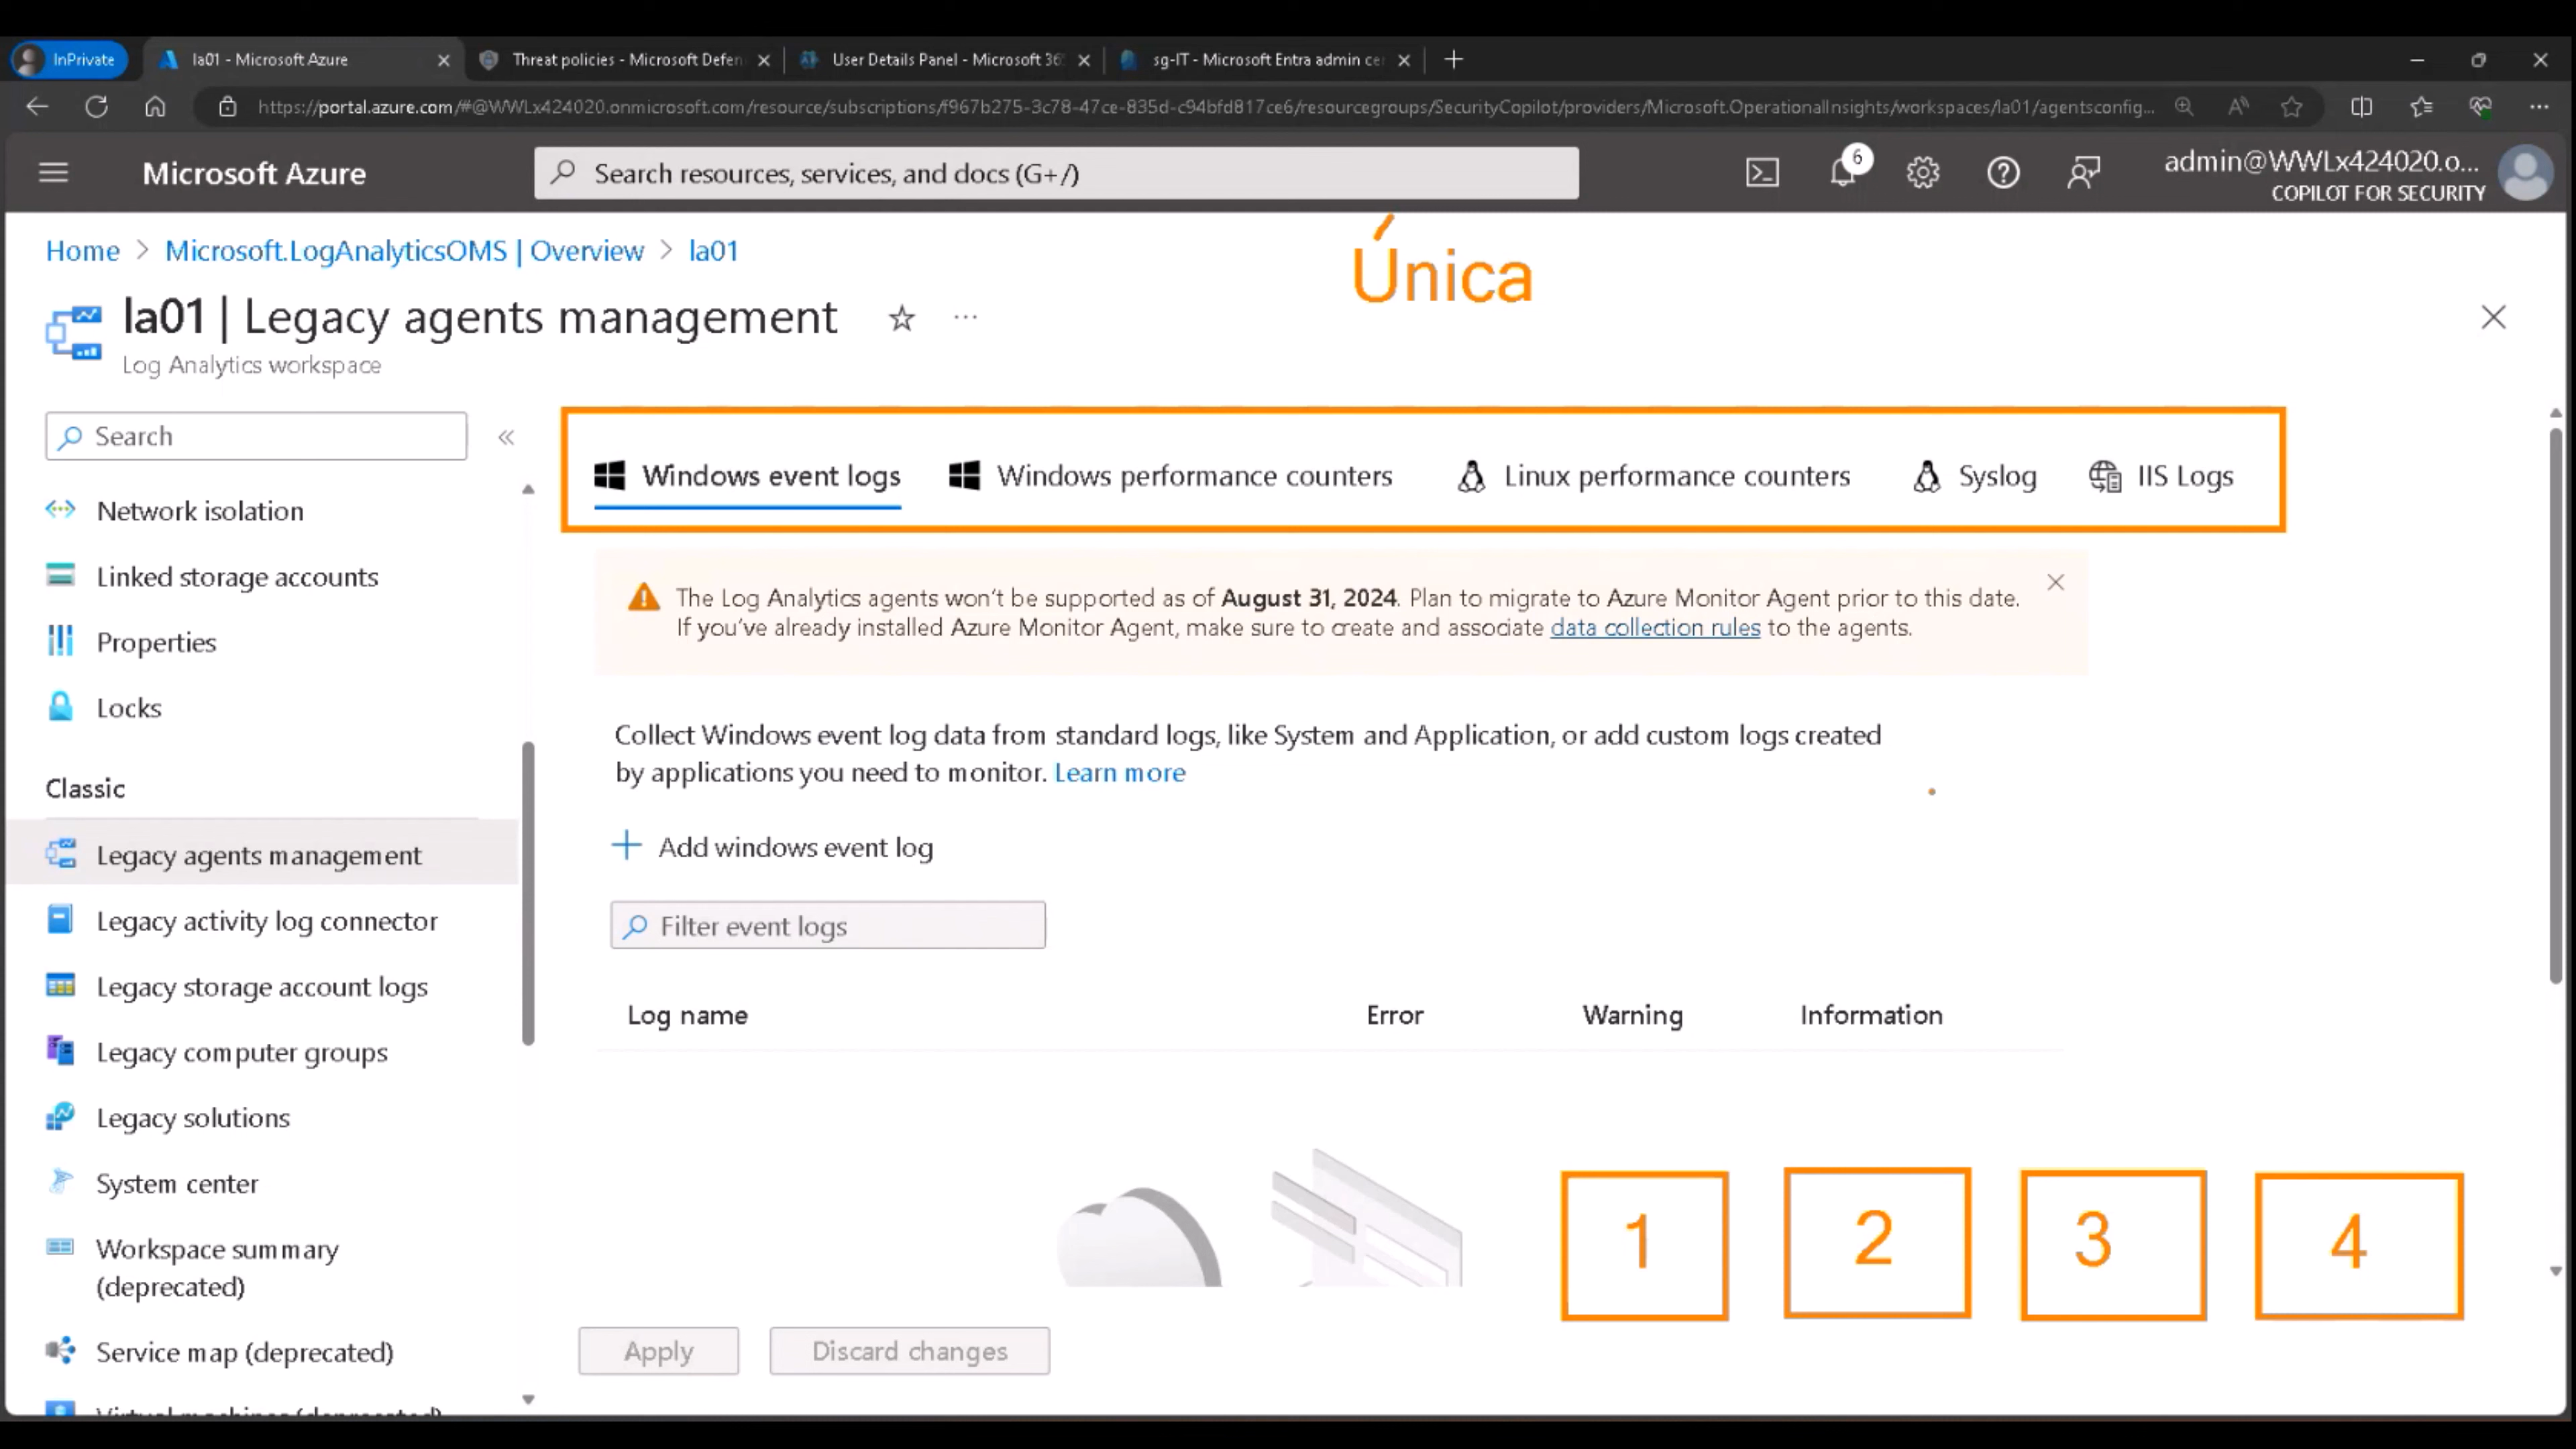 InPrivate
la01 - Microsoft Azure
Threat policies - Microsoft Defen
User Details Panel - Microsoft 36
sg-IT - Microsoft Entra admin ce
https://portal.azure.com/#@WWLx424020.onmicrosoft.com/resource/subscriptions/f967b275-3c78-47ce-835d-c94bfd817ce6/resourcegroups/SecurityCopilot/providers/Microsoft.OperationalInsights/workspaces/la01/agentsconfig...
Microsoft Azure
Search resources, services, and docs (G+/)
6
admin@WWLx424020.o...
COPILOT FOR SECURITY
Home > Microsoft.LogAnalyticsOMS | Overview > la01
Única
la01 | Legacy agents management
Log Analytics workspace
Search
Network isolation
Linked storage accounts
Properties
Locks
Classic
Legacy agents management
Legacy activity log connector
Legacy storage account logs
Legacy computer groups
Legacy solutions
System center
Workspace summary
(deprecated)
Service map (deprecated)
Virtual machines (deprecated)
Windows event logs
Windows performance counters
Linux performance counters
Syslog
IIS Logs
The Log Analytics agents won't be supported as of August 31, 2024. Plan to migrate to Azure Monitor Agent prior to this date.
If you've already installed Azure Monitor Agent, make sure to create and associate data collection rules to the agents.
Collect Windows event log data from standard logs, like System and Application, or add custom logs created
by applications you need to monitor. Learn more
Add windows event log
Filter event logs
Log name
Error
Warning
Information
1
2
3
4
Apply
Discard changes